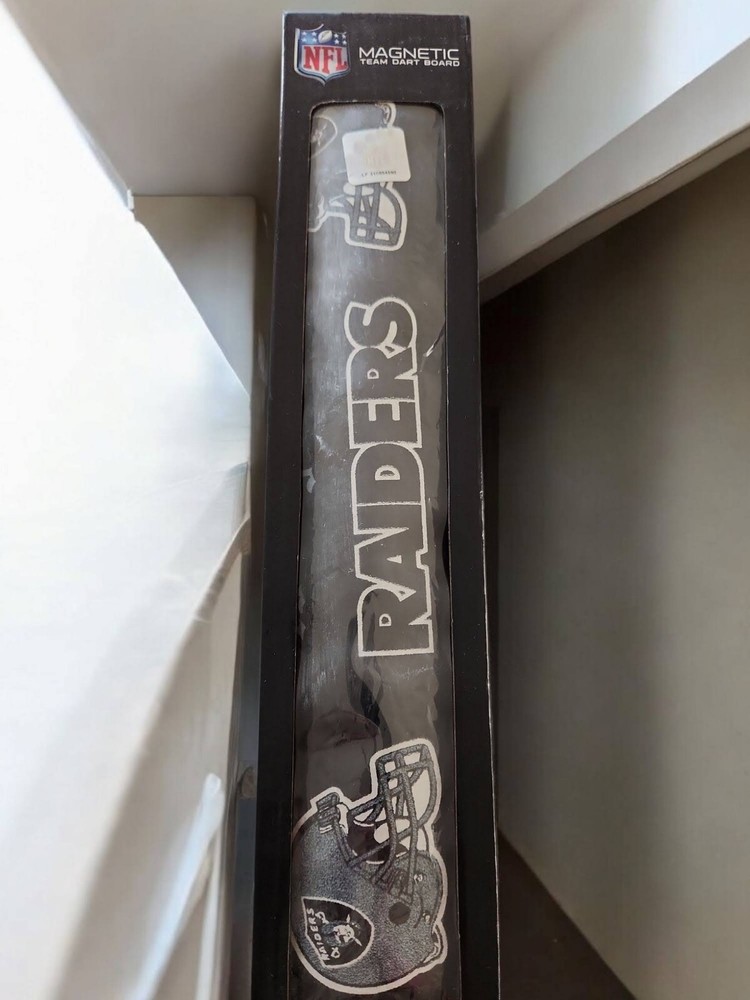 NFL
MAGNETIC
TEAM DART BOARD
RAIDERS
RAIDERS